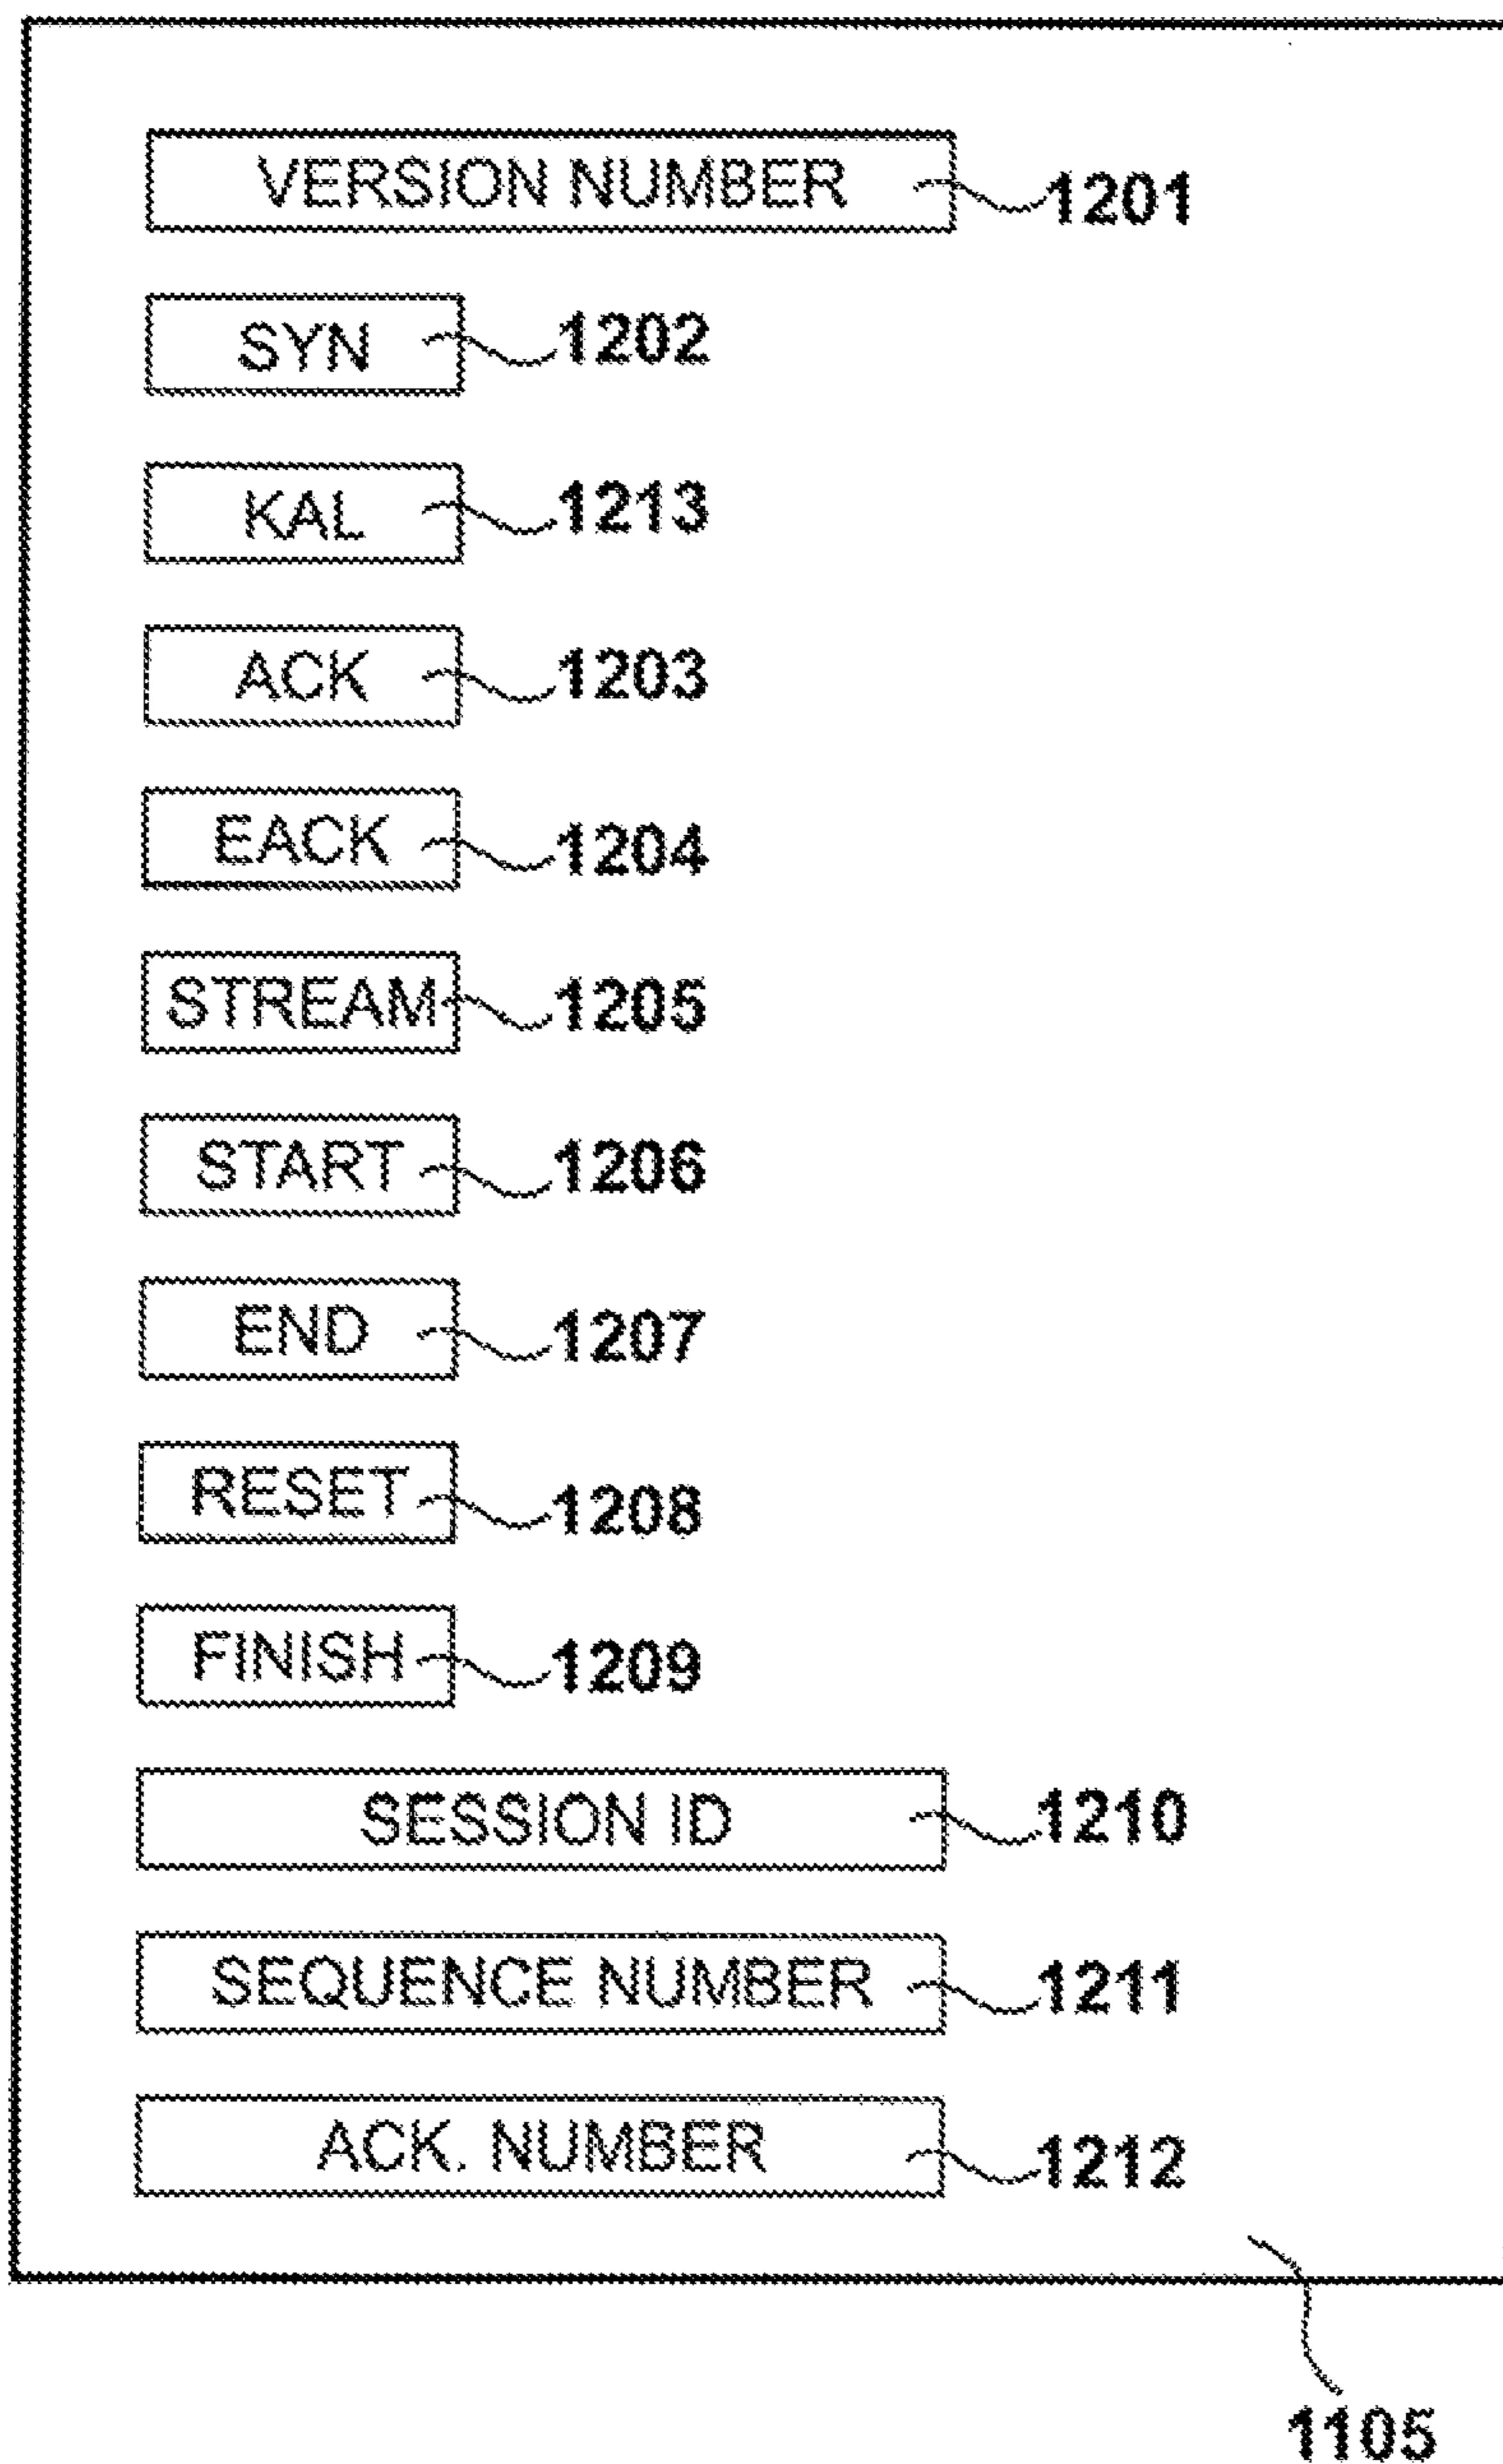 VERSION NUMBER 1201
SYN 1202
KAL 1213
ACK 1203
EACK 1204
STREAM 1205
START 1206
END 1207
RESET 1208
FINISH 1209
SESSION ID 1210
SEQUENCE NUMBER 1211
ACK. NUMBER 1212
1105